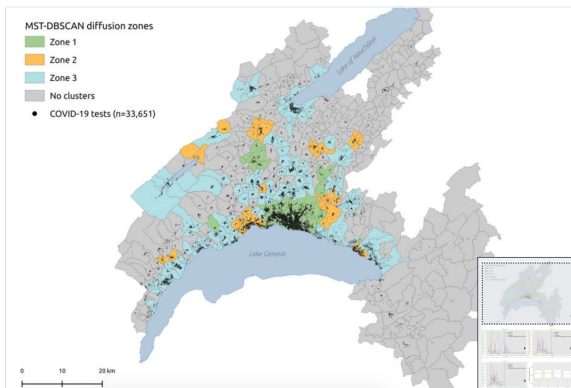 MST-DBSCAN diffusion zones
Zone 1
Zone 2
Zone 3
No clusters
COVID-19 tests (n=33,651)
Lake of Neuchâtel
Lake Geneva
0 10 20 km